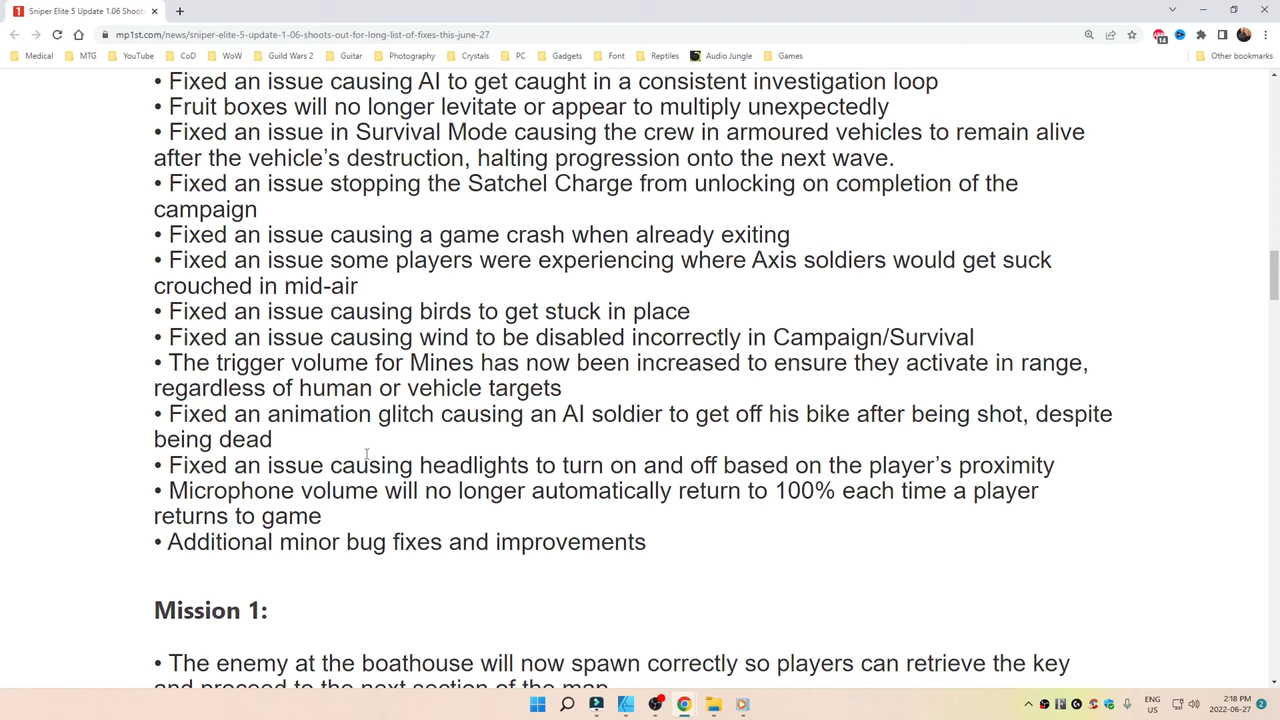 Sniper Elite 5 Update 1.06 Shoot
mp1st.com/news/sniper-elite-5-update-1-06-shoots-out-for-long-list-of-fixes-this-june-27
14
Medical MTG YouTube CoD WoW Guild Wars 2 Guitar Photography Crystals PC Gadgets Font Reptiles Audio Jungle Games Other bookmarks
• Fixed an issue causing AI to get caught in a consistent investigation loop
• Fruit boxes will no longer levitate or appear to multiply unexpectedly
• Fixed an issue in Survival Mode causing the crew in armoured vehicles to remain alive
after the vehicle’s destruction, halting progression onto the next wave.
• Fixed an issue stopping the Satchel Charge from unlocking on completion of the
campaign
• Fixed an issue causing a game crash when already exiting
• Fixed an issue some players were experiencing where Axis soldiers would get suck
crouched in mid-air
• Fixed an issue causing birds to get stuck in place
• Fixed an issue causing wind to be disabled incorrectly in Campaign/Survival
• The trigger volume for Mines has now been increased to ensure they activate in range,
regardless of human or vehicle targets
• Fixed an animation glitch causing an AI soldier to get off his bike after being shot, despite
being dead
• Fixed an issue causing headlights to turn on and off based on the player’s proximity
• Microphone volume will no longer automatically return to 100% each time a player
returns to game
• Additional minor bug fixes and improvements
Mission 1:
• The enemy at the boathouse will now spawn correctly so players can retrieve the key
and proceed to the next section of the map
ENG
US
2:18 PM
2022-06-27
2